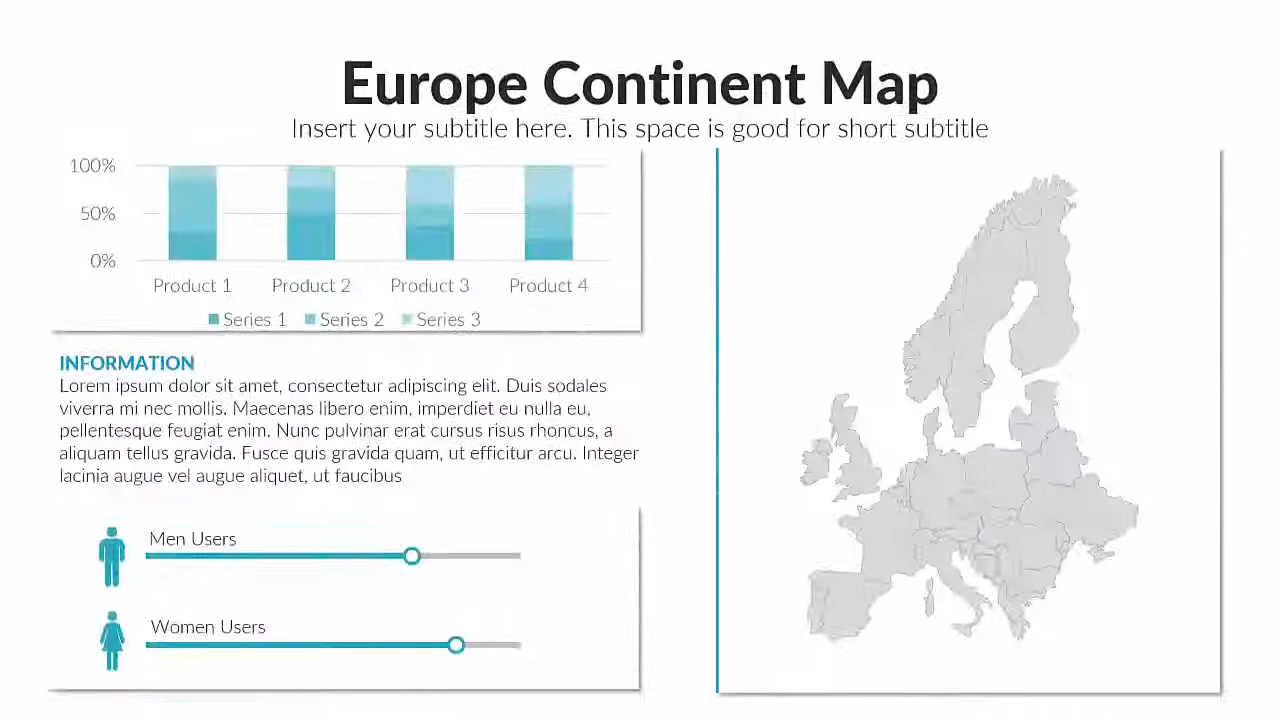 Europe Continent Map
Insert your subtitle here. This space is good for short subtitle
100%
50%
0%
Product 1 Product 2 Product 3 Product 4
Series 1 Series 2 Series 3
INFORMATION
Lorem ipsum dolor sit amet, consectetur adipiscing elit. Duis sodales
viverra mi nec mollis. Maecenas libero enim, imperdiet eu nulla eu,
pellentesque feugiat enim. Nunc pulvinar erat cursus risus rhoncus, a
aliquam tellus gravida. Fusce quis gravida quam, ut efficitur arcu. Integer
lacinia augue vel augue aliquet, ut faucibus
Men Users
Women Users